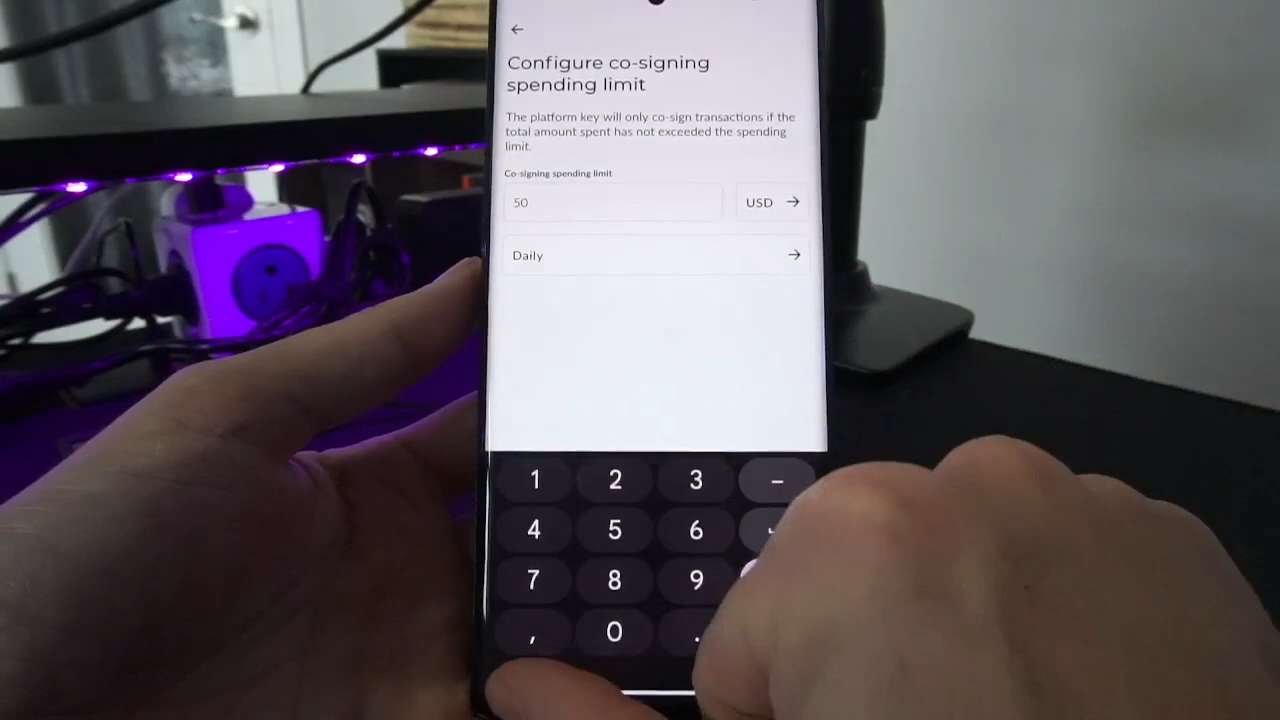 Configure co-signing
spending limit
The platform key will only co-sign transactions if the
total amount spent has not exceeded the spending
limit.
Co-signing spending limit
50
USD →
Daily →
1 2 3 –
4 5 6
7 8 9
, 0 .